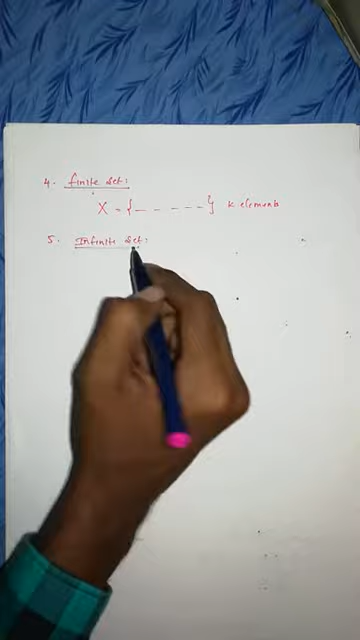 4. finite set:
X = { _ _ _ _ _ _ } k elements
5. Infinite set: